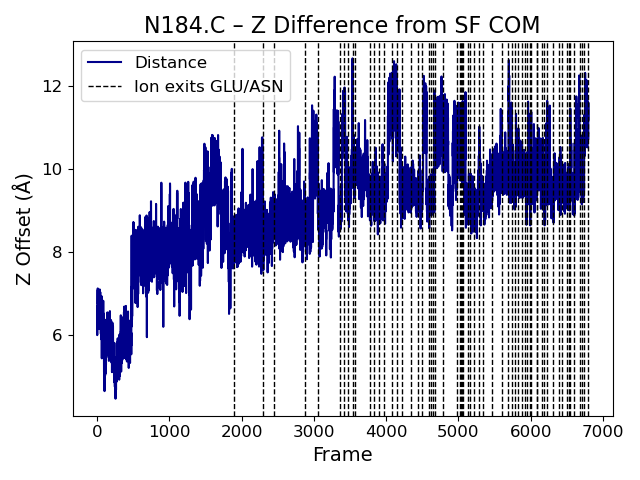 N184.C – Z Difference from SF COM
Distance
Ion exits GLU/ASN
Z Offset (Å)
12
10
8
6
0 1000 2000 3000 4000 5000 6000 7000
Frame